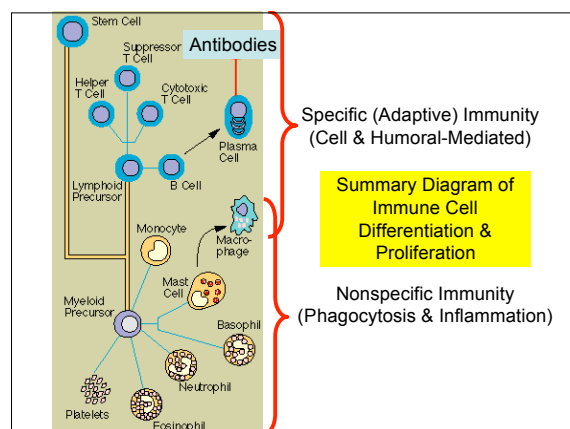 Stem Cell
Antibodies
Suppressor
T Cell
Helper
T Cell
Cytotoxic
T Cell
Plasma
Cell
Lymphoid
Precursor
B Cell
Specific (Adaptive) Immunity
(Cell & Humoral-Mediated
Summary Diagram of
Immune Cell
Differentiation &
Proliferation
Monocyte
Macro-
phage
Mast
Cell
Myeloid
Precursor
Nonspecific Immunity
(Phagocytosis & Inflammation)
Basophil
Neutrophil
Platelets
Eosinophil